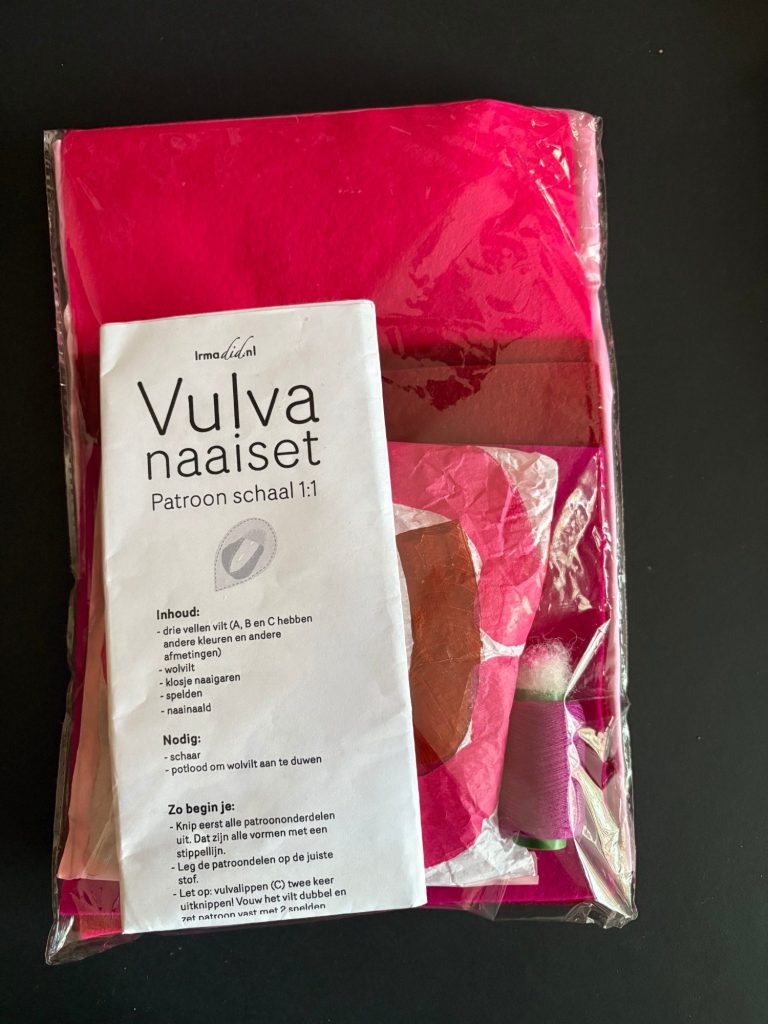 Irmadid.nl
Vulva
naaiset
Patroon schaal 1:1
Inhoud:
- drie vellen vilt (A, B en C hebben
andere kleuren en andere
afmetingen)
- wolvilt
- klosje naaigaren
- spelden
- naainaald
Nodig:
- schaar
- potlood om wolvilt aan te duwen
Zo begin je:
- Knip eerst alle patroononderdelen
uit. Dat zijn alle vormen met een
stippellijn.
- Leg de patroondelen op de juiste
stof.
- Let op: vulvalippen (C) twee keer
uitknippen! Vouw het vilt dubbel en
zet patroon vast met 2 spelden